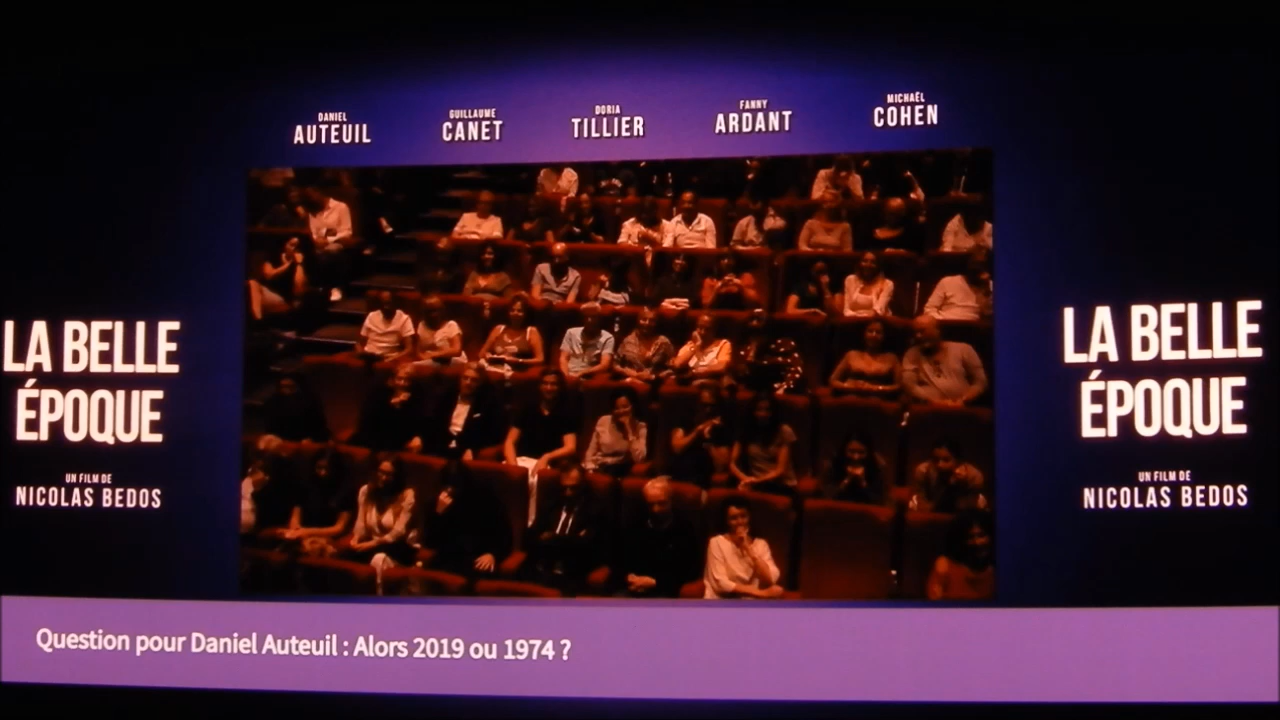 DANIEL
AUTEUIL
GUILLAUME
CANET
DORIA
TILLIER
FANNY
ARDANT
MICHAËL
COHEN
LA BELLE
ÉPOQUE
UN FILM DE
NICOLAS BEDOS
LA BELLE
ÉPOQUE
UN FILM DE
NICOLAS BEDOS
Question pour Daniel Auteuil : Alors 2019 ou 1974 ?